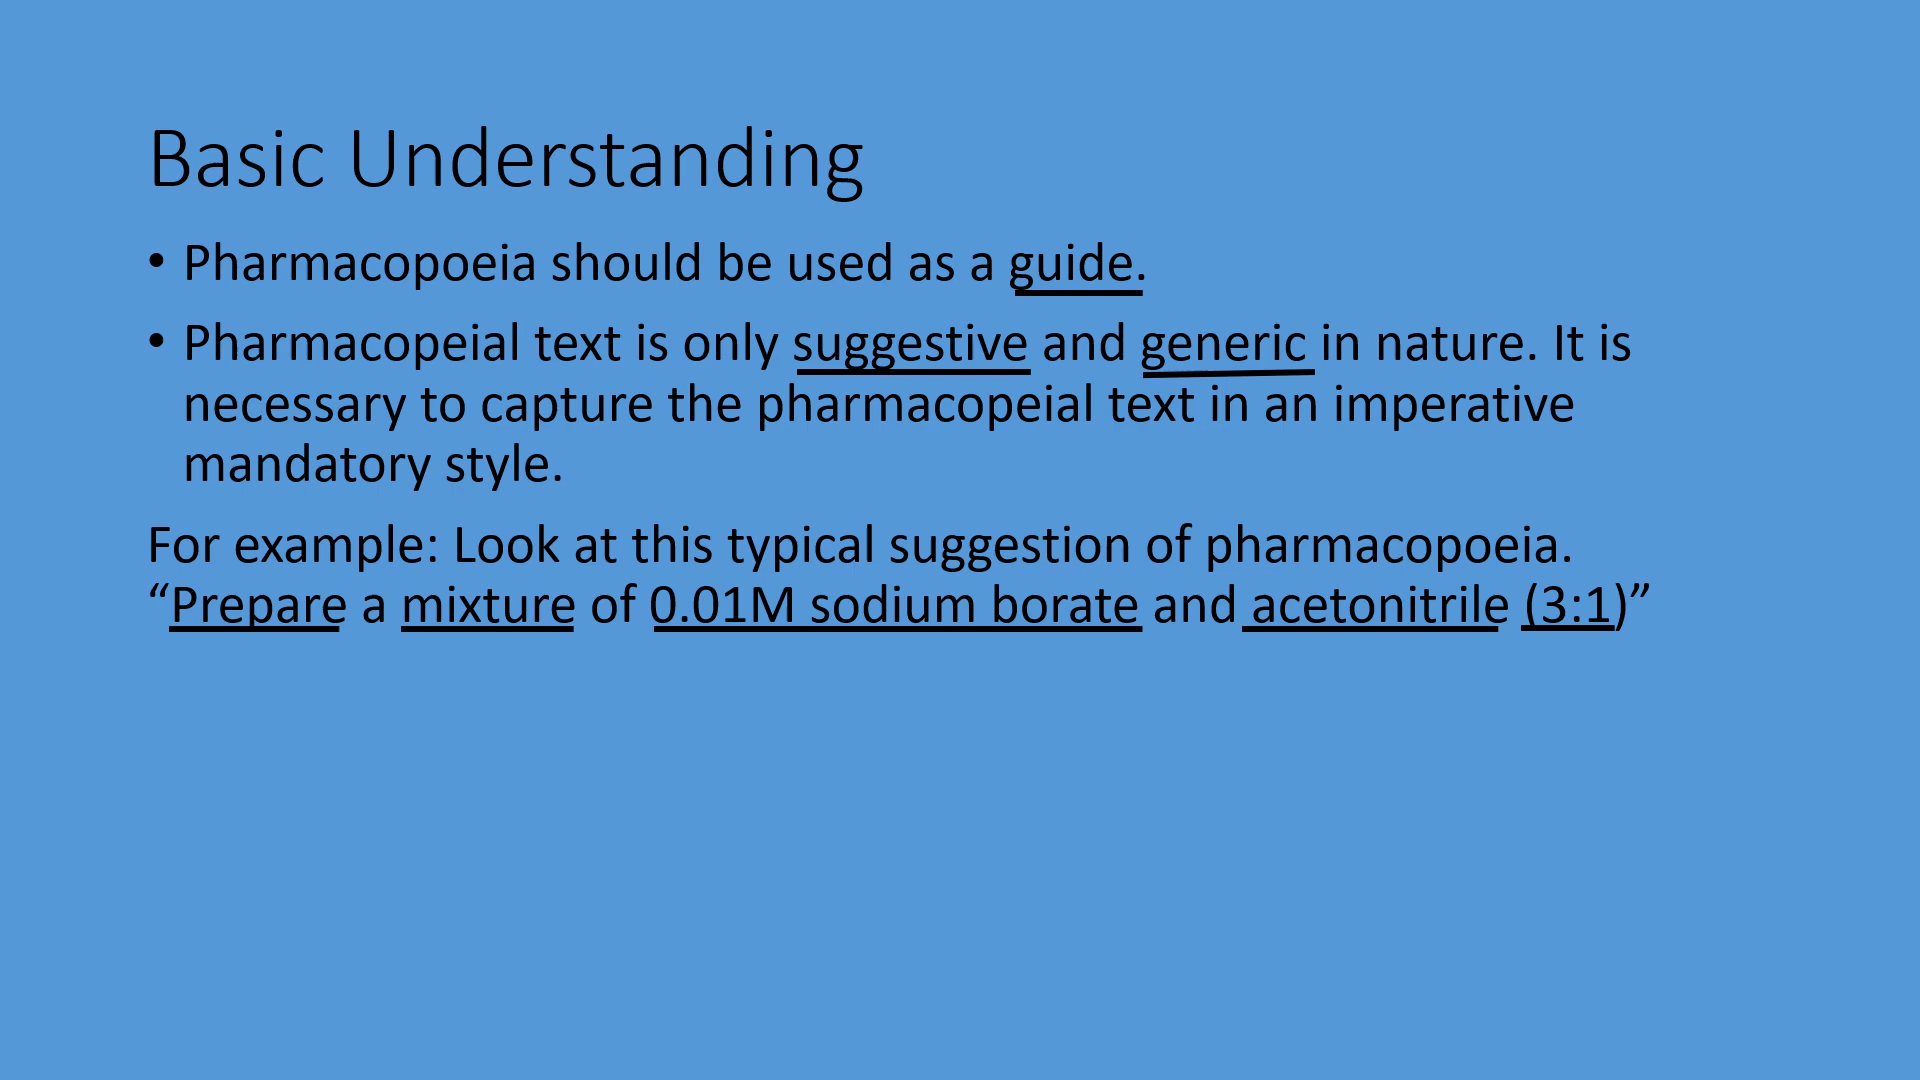 Basic Understanding
• Pharmacopoeia should be used as a guide.
• Pharmacopeial text is only suggestive and generic in nature. It is
necessary to capture the pharmacopeial text in an imperative
mandatory style.
For example: Look at this typical suggestion of pharmacopoeia.
“Prepare a mixture of 0.01M sodium borate and acetonitrile (3:1)”